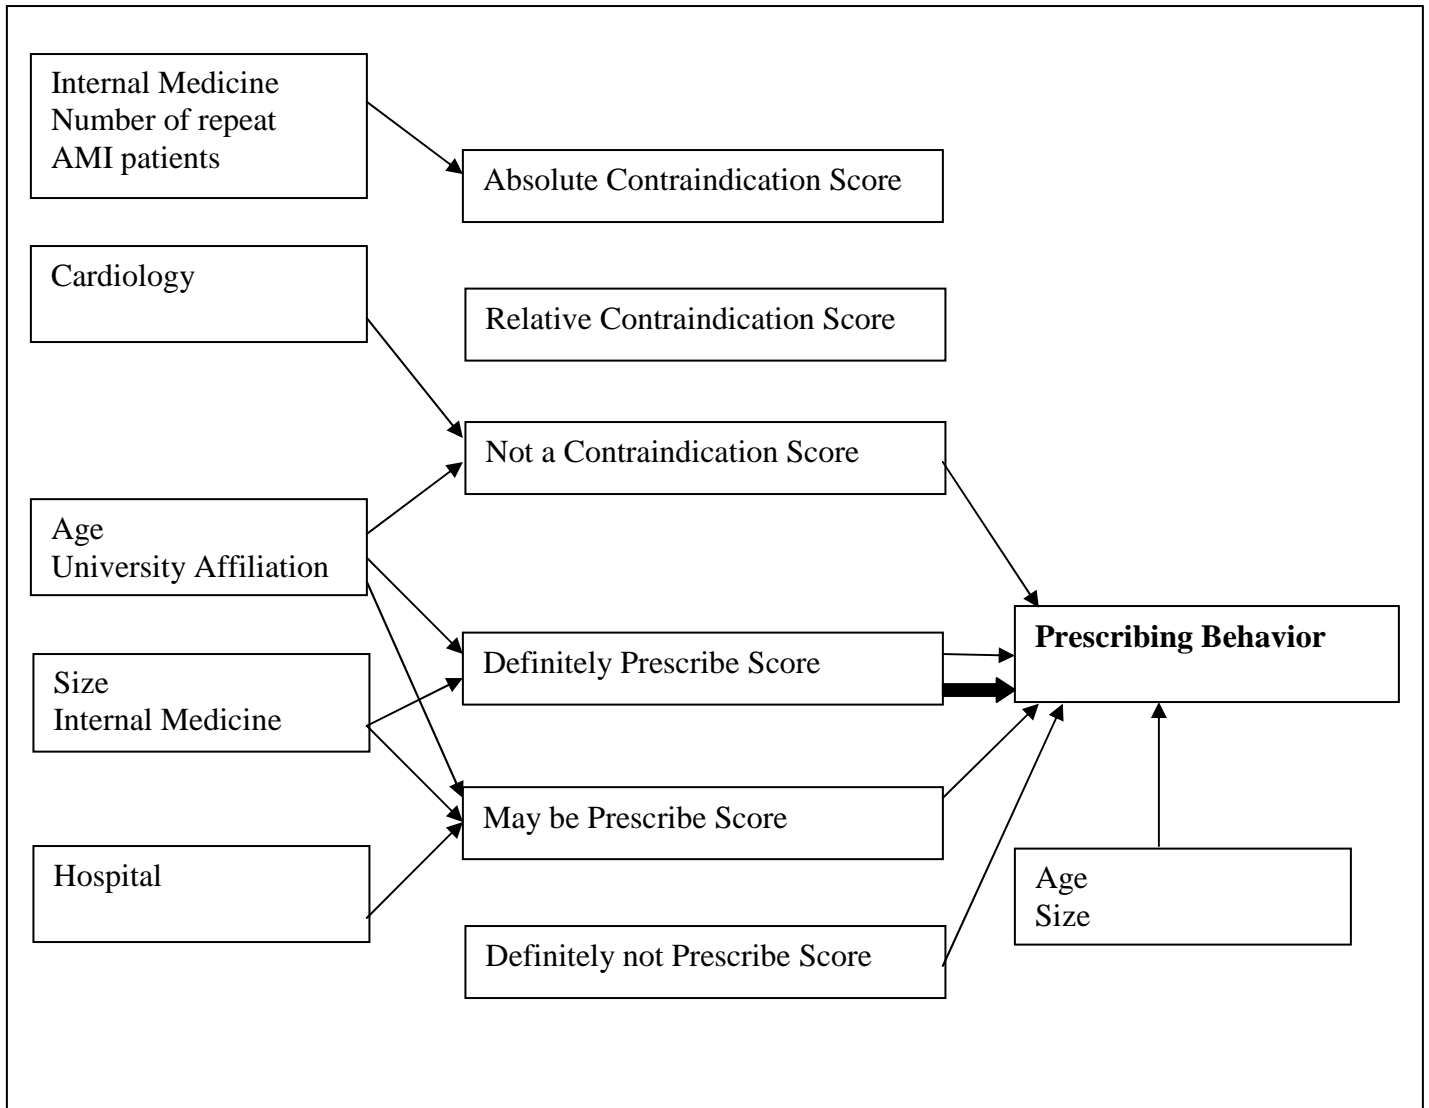 Internal Medicine
Number of repeat
AMI patients
Absolute Contraindication Score
Cardiology
Relative Contraindication Score
Not a Contraindication Score
Age
University Affiliation
Definitely Prescribe Score
Prescribing Behavior
Size
Internal Medicine
May be Prescribe Score
Hospital
Age
Size
Definitely not Prescribe Score